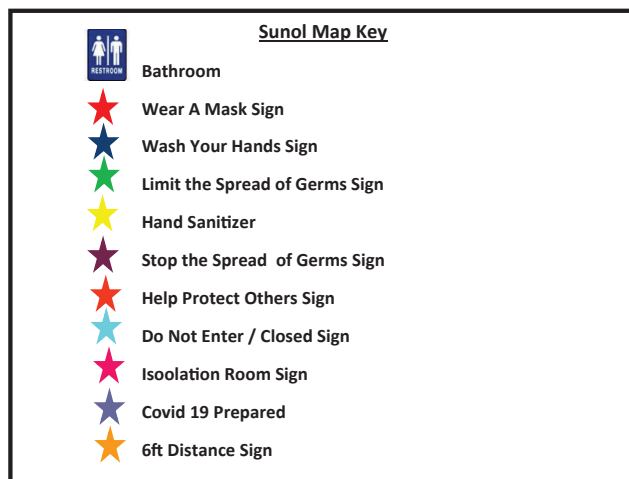 Sunol Map Key
RESTROOM
Bathroom
Wear A Mask Sign
Wash Your Hands Sign
Limit the Spread of Germs Sign
Hand Sanitizer
Stop the Spread of Germs Sign
Help Protect Others Sign
Do Not Enter / Closed Sign
Isoolation Room Sign
Covid 19 Prepared
6ft Distance Sign